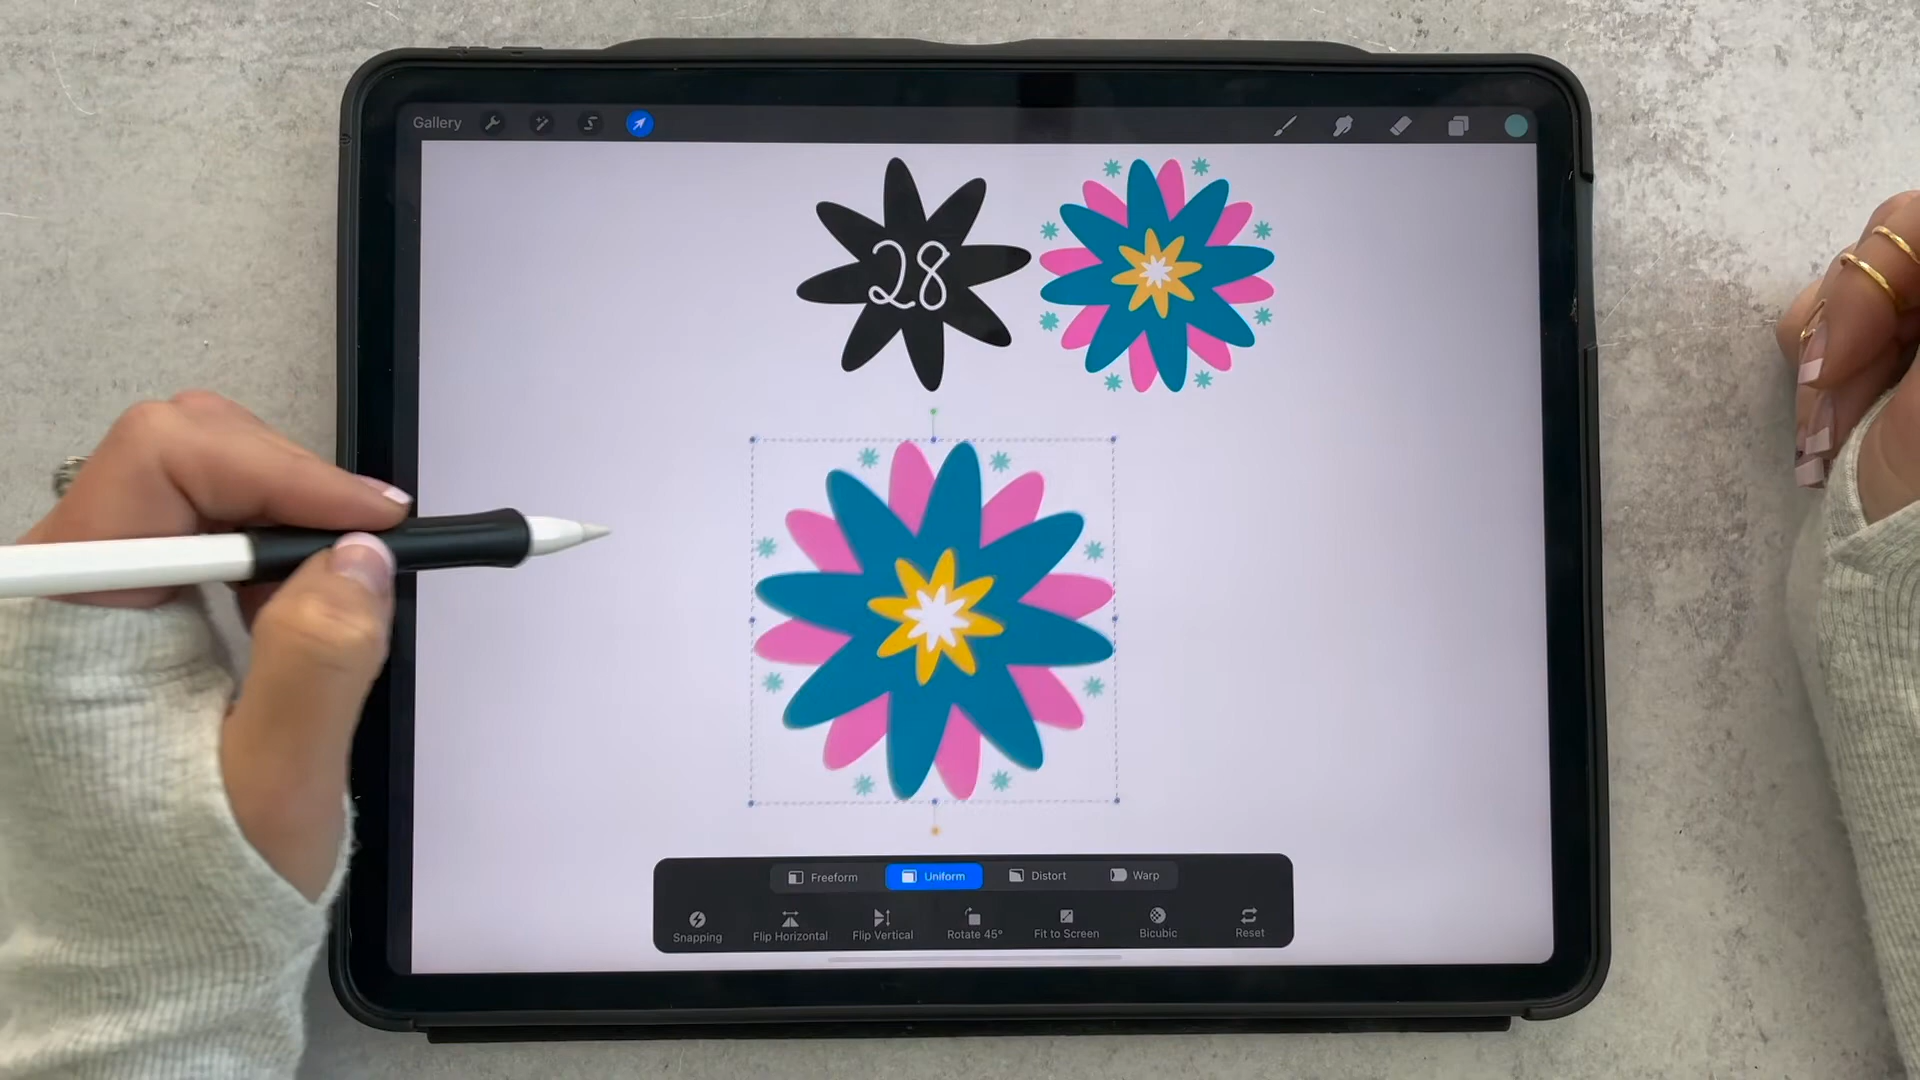 Gallery
28
Freeform Uniform Distort Warp
Snapping Flip Horizontal Flip Vertical Rotate 45° Fit to Screen Bicubic Reset